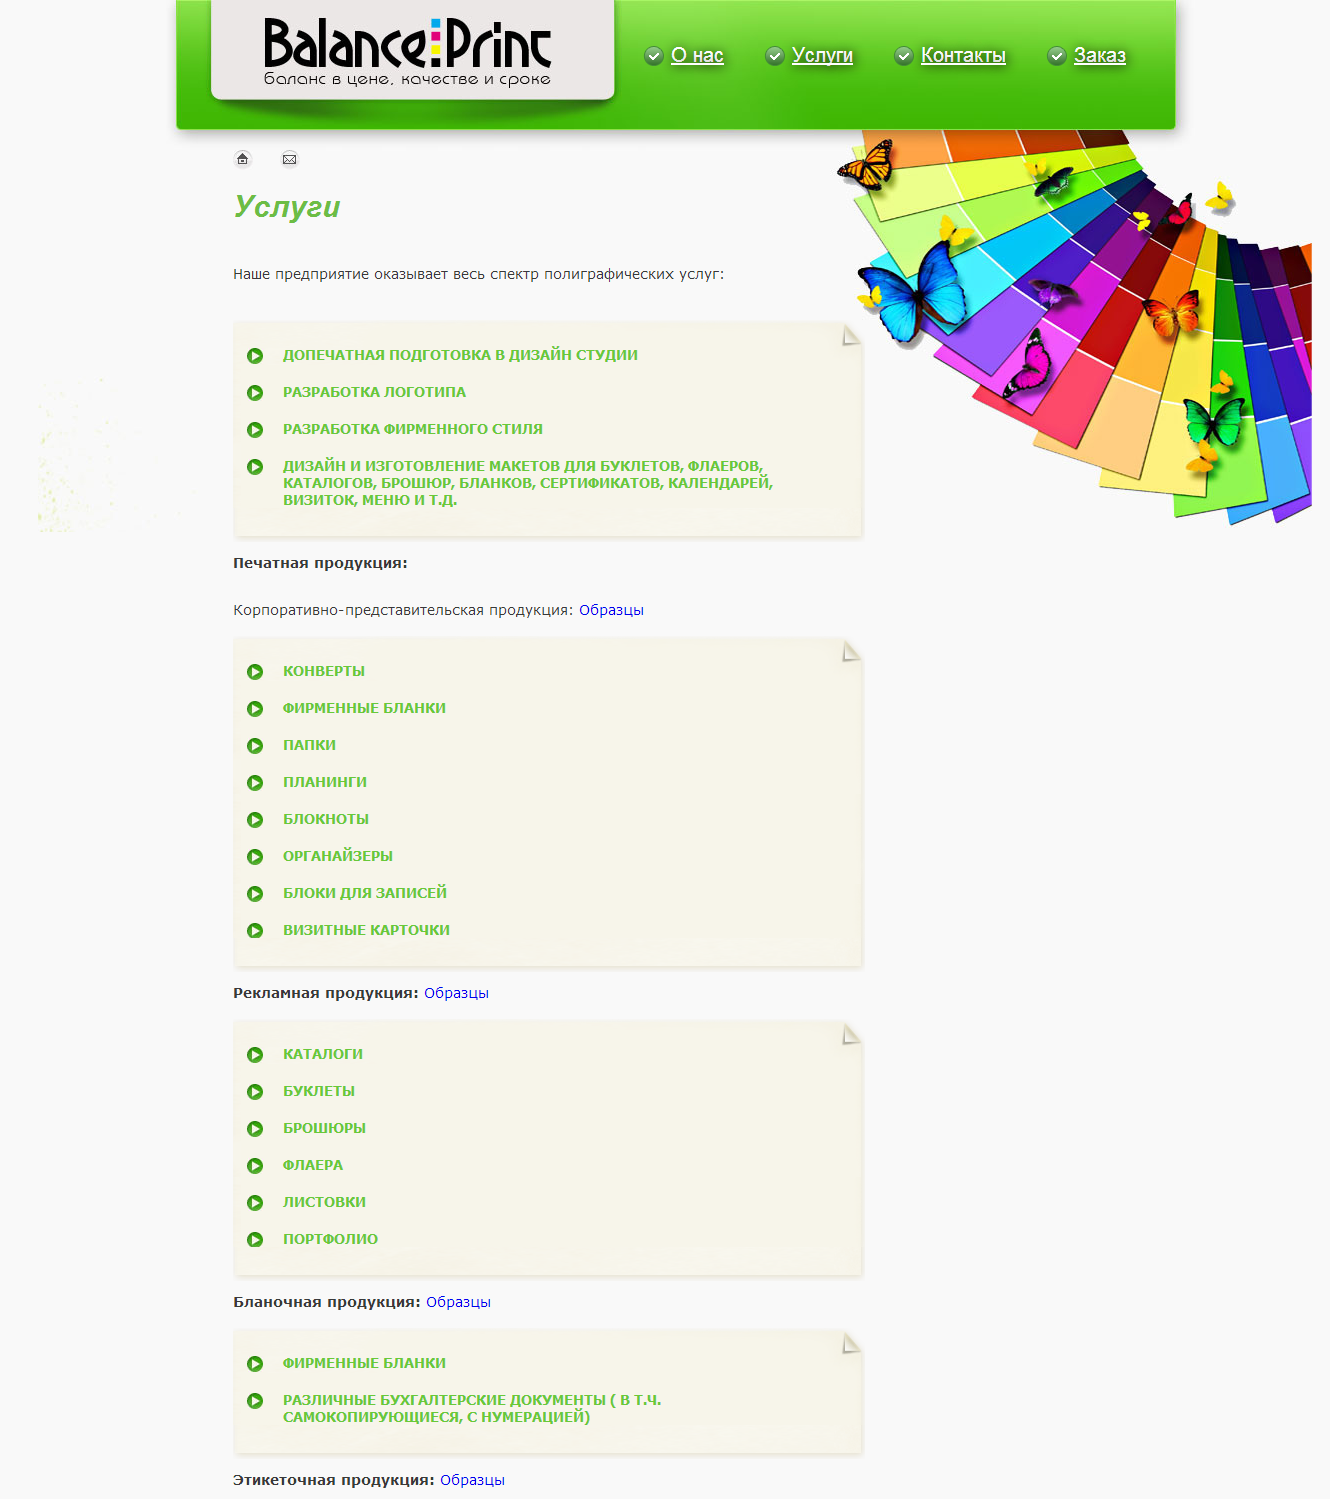 Balance Print
баланс в цене, качестве и сроке
О нас
Услуги
Контакты
Заказ
Услуги
Наше предприятие оказывает весь спектр полиграфических услуг:
ДОПЕЧАТНАЯ ПОДГОТОВКА В ДИЗАЙН СТУДИИ
РАЗРАБОТКА ЛОГОТИПА
РАЗРАБОТКА ФИРМЕННОГО СТИЛЯ
ДИЗАЙН И ИЗГОТОВЛЕНИЕ МАКЕТОВ ДЛЯ БУКЛЕТОВ, ФЛАЕРОВ,
КАТАЛОГОВ, БРОШЮР, БЛАНКОВ, СЕРТИФИКАТОВ, КАЛЕНДАРЕЙ,
ВИЗИТОК, МЕНЮ И Т.Д.
Печатная продукция:
Корпоративно-представительская продукция: Образцы
КОНВЕРТЫ
ФИРМЕННЫЕ БЛАНКИ
ПАПКИ
ПЛАНИНГИ
БЛОКНОТЫ
ОРГАНАЙЗЕРЫ
БЛОКИ ДЛЯ ЗАПИСЕЙ
ВИЗИТНЫЕ КАРТОЧКИ
Рекламная продукция: Образцы
КАТАЛОГИ
БУКЛЕТЫ
БРОШЮРЫ
ФЛАЕРА
ЛИСТОВКИ
ПОРТФОЛИО
Бланочная продукция: Образцы
ФИРМЕННЫЕ БЛАНКИ
РАЗЛИЧНЫЕ БУХГАЛТЕРСКИЕ ДОКУМЕНТЫ ( В Т.Ч.
САМОКОПИРУЮЩИЕСЯ, С НУМЕРАЦИЕЙ)
Этикеточная продукция: Образцы